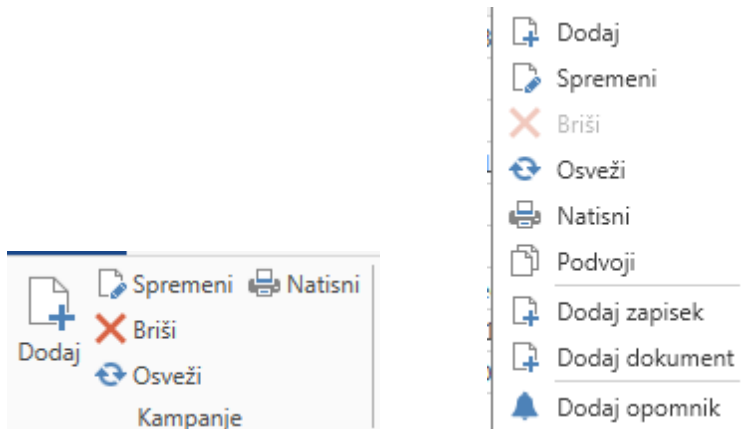 Dodaj
Spremeni
Natisni
Briši
Osveži
Kampanje
Dodaj
Spremeni
Briši
Osveži
Natisni
Podvoji
Dodaj zapisek
Dodaj dokument
Dodaj opomnik